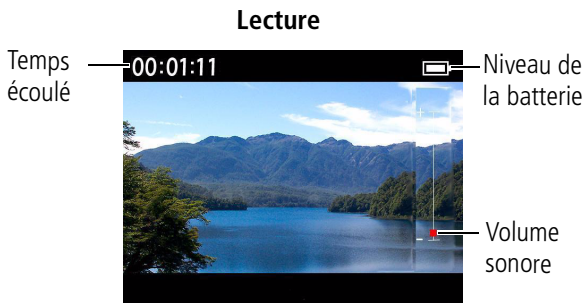 Lecture
Temps
écoulé
00:01:11
Niveau de
la batterie
Volume
sonore